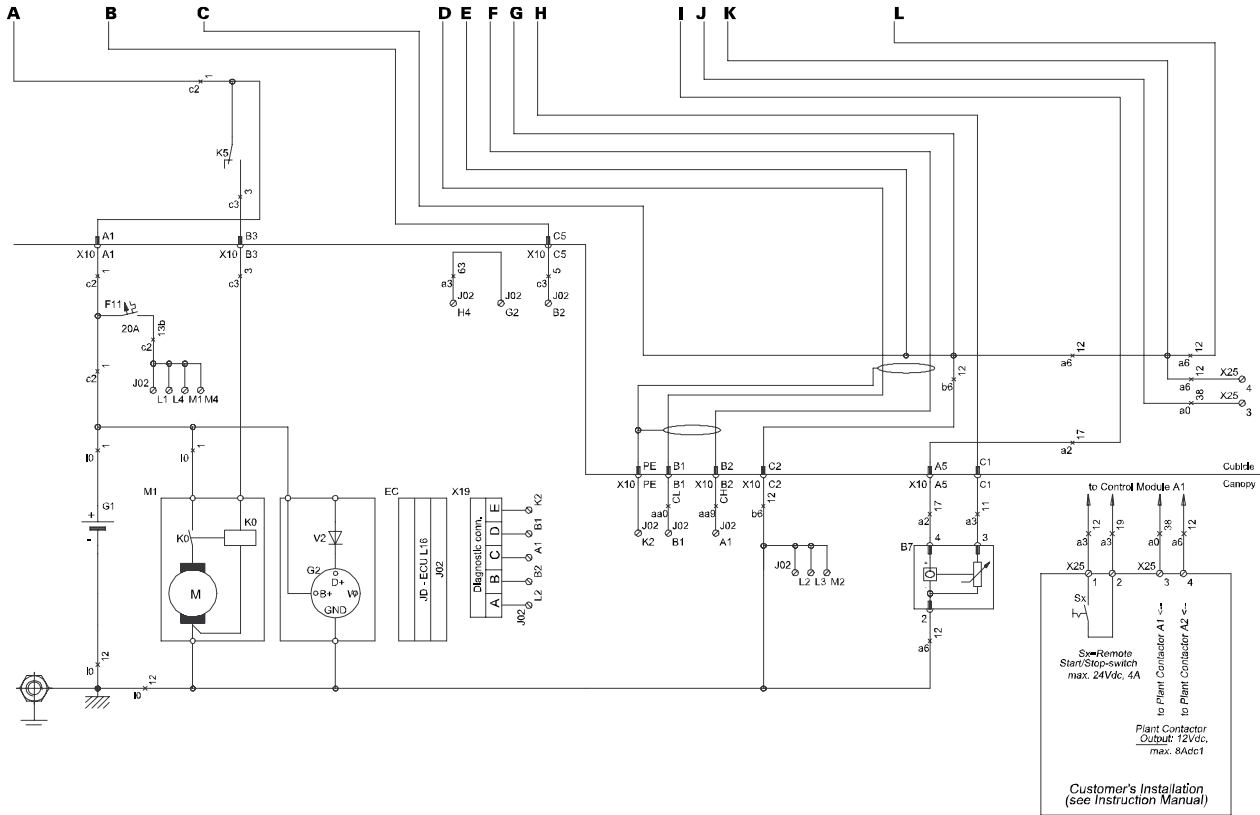 A B C D E F G H I J K L
1
c2
K5
3
c3
A1 B3 C5
X10 A1 X10 B3 X10 C5
1
c2
3
c3
63
a3
5
c3
J02 J02 J02
H4 G2 B2
F11
20A
13b
c2
1
c2
J02
L1 L4 M1 M4
12 12
a6 a6
12
b6
12 X25
a6 4
38 X25
a0 3
17
a2
1 1
l0 l0
PE B1 B2 C2 A5 C1
Cubicle
X10 PE X10 B1 X10 B2 X10 C2 X10 A5 C1
Canopy
CL CH
aa0 aa9
12
b6
17 11
a2 a3
J02 J02 J02
K2 B1 A1
J02
L2 L3 M2
to Control Module A1
12 19 38 12
a3 a3 a0 a6
M1
K0
K0
M
G1
+
-
V2
G2 D+
B+
GND
EC
JD - ECU L16
J02
X19
Diagnostic conn.
E D C B A
K2
B1
A1
B2
L2
J02
B7 4 3
2
12
a6
X25 1 2 X25 3 4
Sx
Sx=Remote
Start/Stop-switch
max. 24Vdc, 4A
to Plant Contactor A1 <--
to Plant Contactor A2 <--
Plant Contactor
Output: 12Vdc,
max. 8Adc1
Customer's Installation
(see Instruction Manual)
12
l0
12
l0